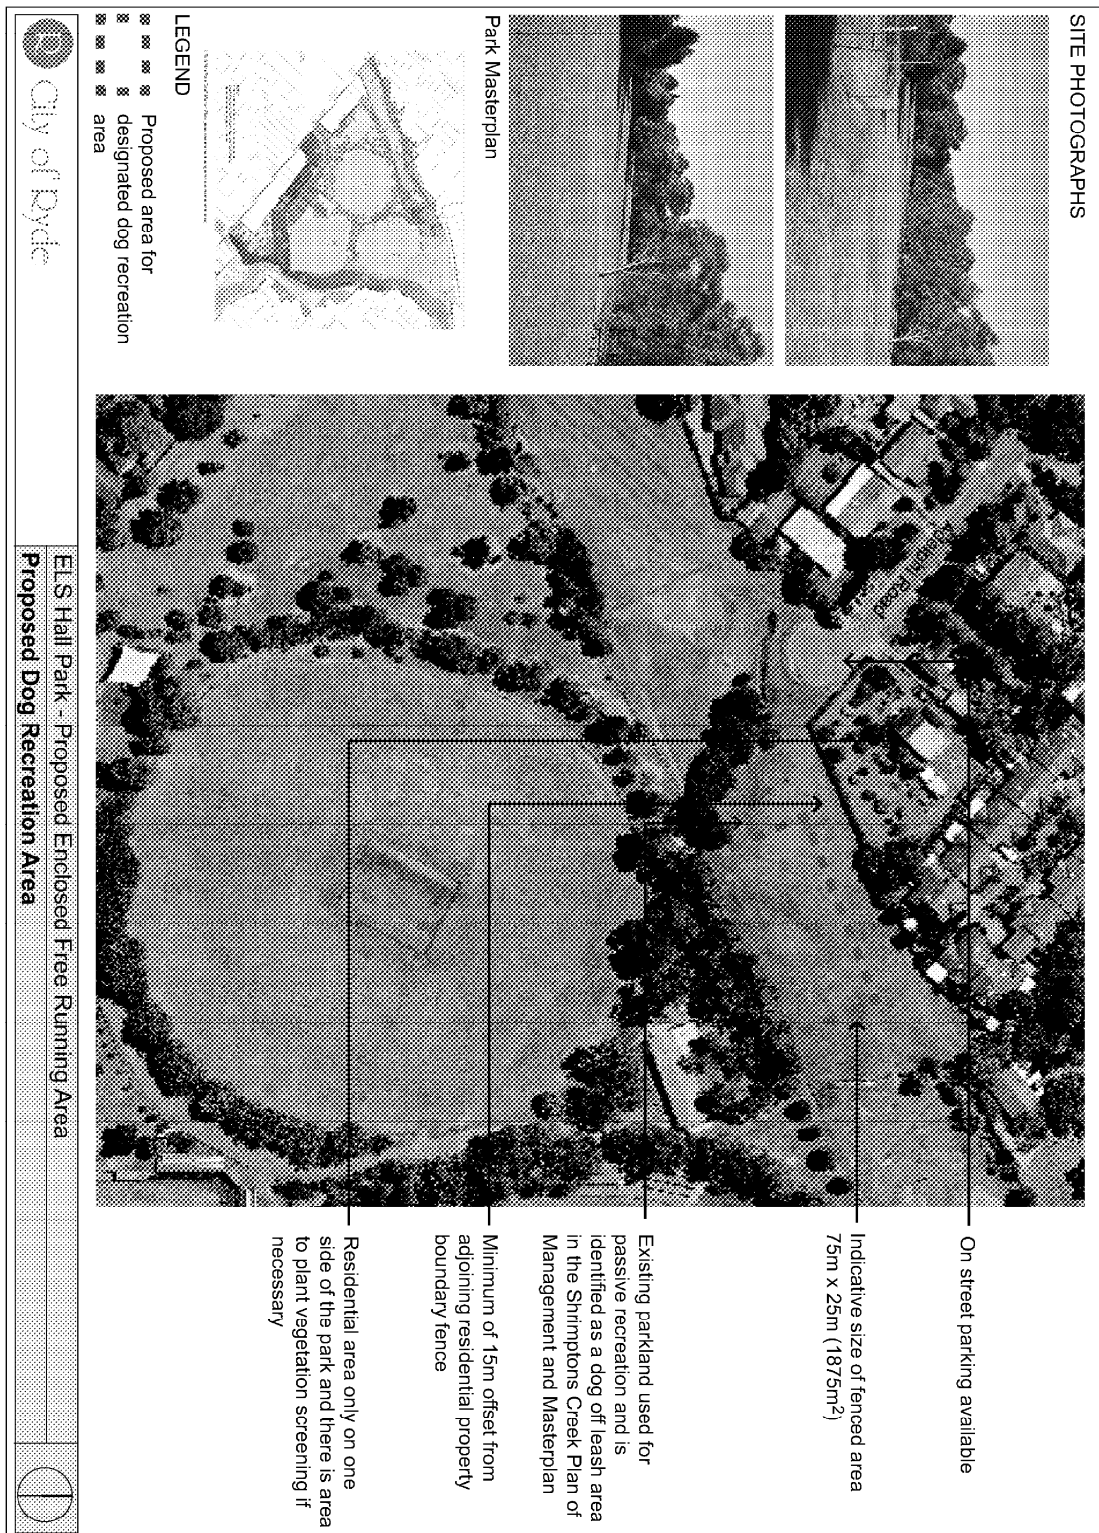 SITE PHOTOGRAPHS
Park Masterplan
LEGEND
Proposed area for
designated dog recreation
area
On street parking available
Indicative size of fenced area
75m x 25m (1875m²)
Existing parkland used for
passive recreation and is
identified as a dog off leash area
in the Shrimptons Creek Plan of
Management and Masterplan
Minimum of 15m offset from
adjoining residential property
boundary fence
Residential area only on one
side of the park and there is area
to plant vegetation screening if
necessary
City of Ryde
ELS Hall Park - Proposed Enclosed Free Running Area
Proposed Dog Recreation Area
Road